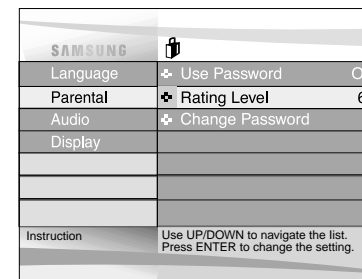 SAMSUNG
Language
Use Password
Parental
Rating Level 6
Audio
Change Password
Display
Instruction
Use UP/DOWN to navigate the list.
Press ENTER to change the setting.